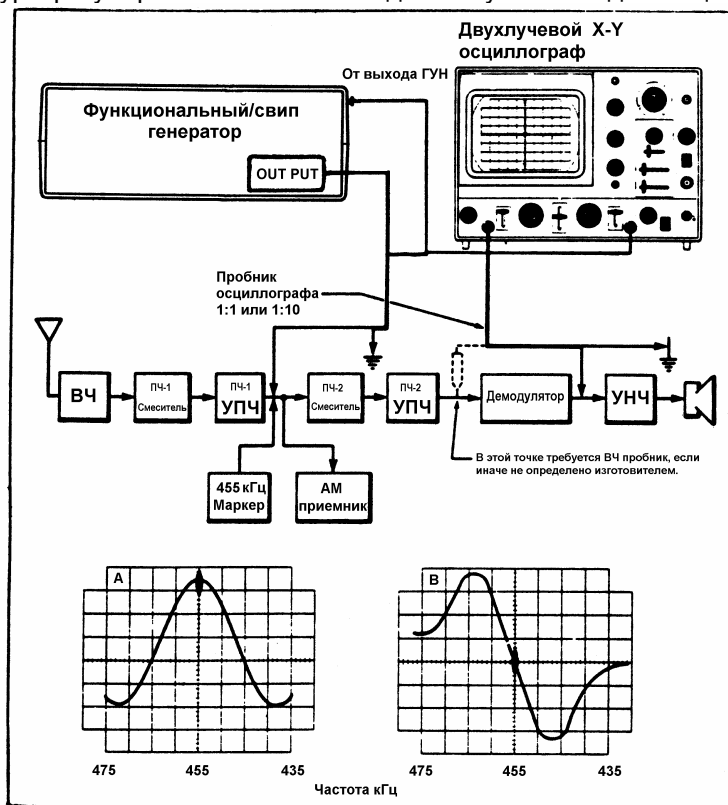 Двухлучевой X-Y
осциллограф
От выхода ГУН
Функциональный/свип
генератор
OUT PUT
Пробник
осциллографа
1:1 или 1:10
ВЧ
ПЧ-1
Смеситель
ПЧ-1
УПЧ
ПЧ-2
Смеситель
ПЧ-2
УПЧ
Демодулятор
УНЧ
В этой точке требуется ВЧ пробник, если
иначе не определено изготовителем.
455 кГц
Маркер
АМ
приемник
A
B
475
455
435
475
455
430
Частота кГц